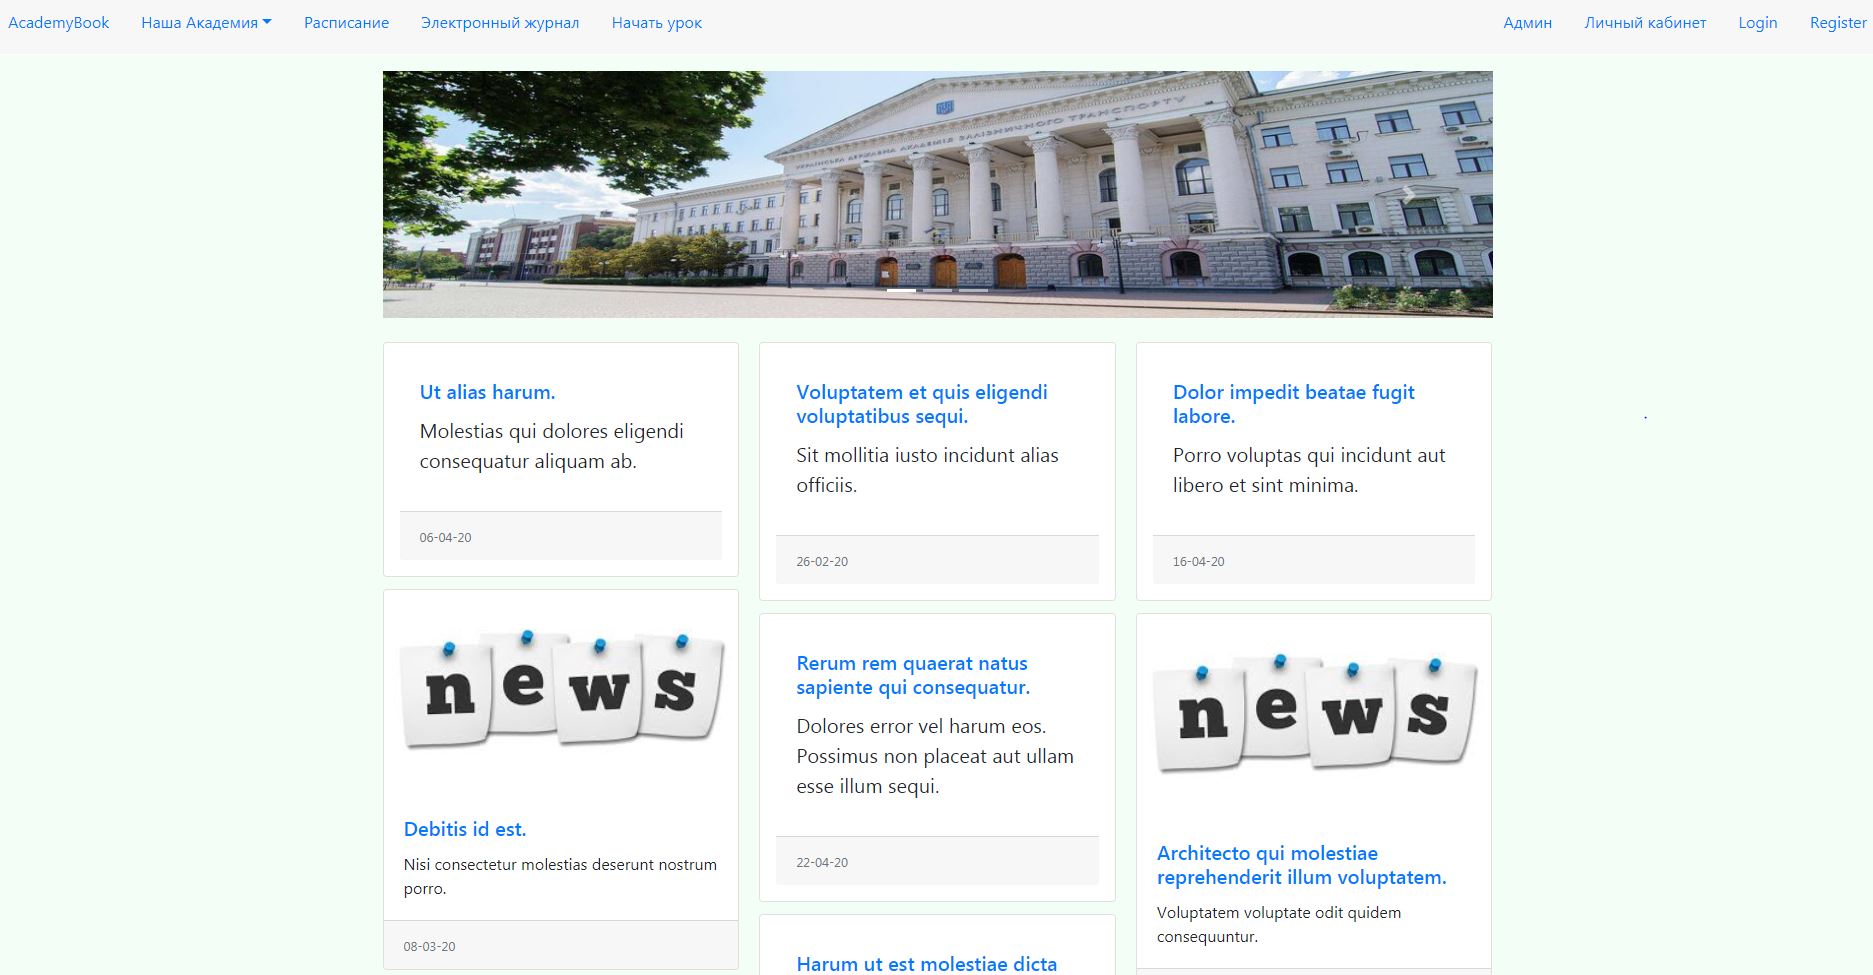 AcademyBook Наша Академия Расписание Электронный журнал Начать урок Админ Личный кабинет Login Register
УКРАЇНСЬКА ДЕРЖАВНА АКАДЕМІЯ ЗАЛІЗНИЧНОГО ТРАНСПОРТУ
Ut alias harum.
Molestias qui dolores eligendi
consequatur aliquam ab.
06-04-20
news
Debitis id est.
Nisi consectetur molestias deserunt nostrum
porro.
08-03-20
Voluptatem et quis eligendi
voluptatibus sequi.
Sit mollitia iusto incidunt alias
officiis.
26-02-20
Rerum rem quaerat natus
sapiente qui consequatur.
Dolores error vel harum eos.
Possimus non placeat aut ullam
esse illum sequi.
22-04-20
Harum ut est molestiae dicta
Dolor impedit beatae fugit
labore.
Porro voluptas qui incidunt aut
libero et sint minima.
16-04-20
news
Architecto qui molestiae
reprehenderit illum voluptatem.
Voluptatem voluptate odit quidem
consequuntur.